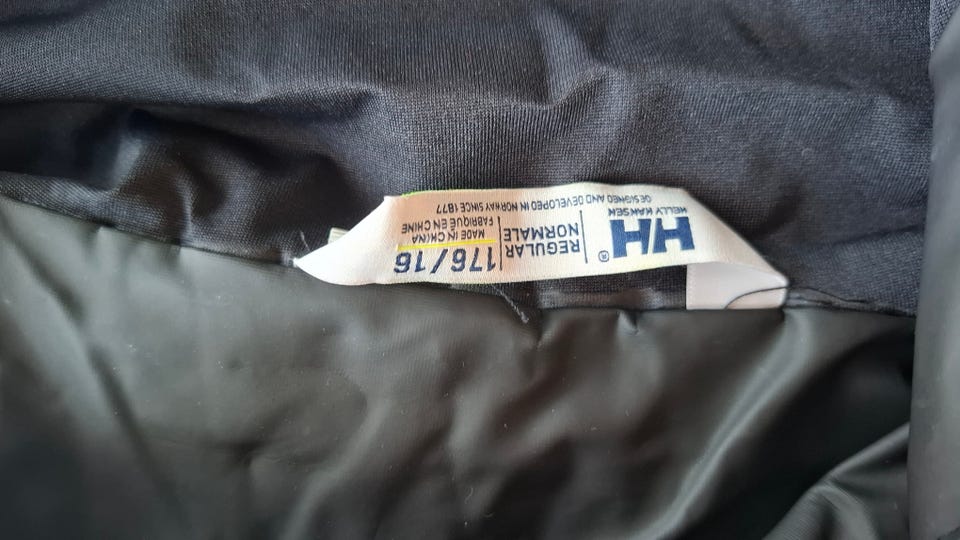 HH®
HELLY HANSEN
DESIGNED AND DEVELOPED IN NORWAY SINCE 1877
REGULAR
NORMALE
176/16
MADE IN CHINA
FABRIQUÉ EN CHINE